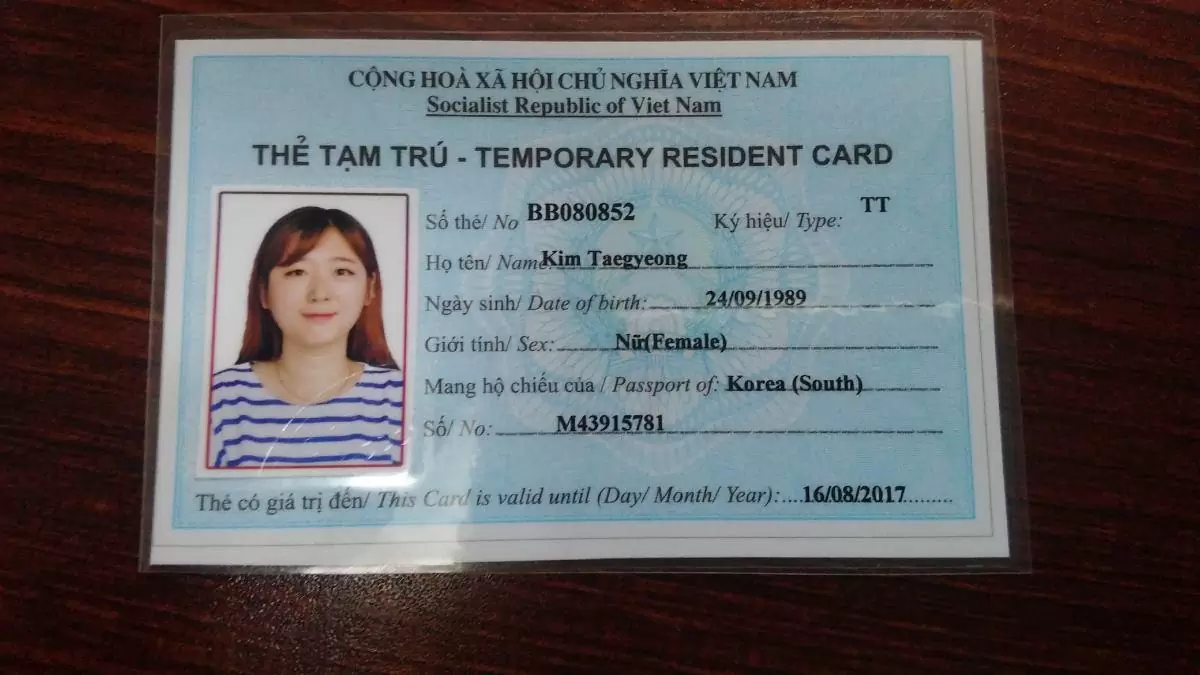 CỘNG HOÀ XÃ HỘI CHỦ NGHĨA VIỆT NAM
Socialist Republic of Viet Nam
THẺ TẠM TRÚ - TEMPORARY RESIDENT CARD
Số thẻ/ No BB080852 Ký hiệu/ Type: TT
Họ tên/ Name: Kim Taegyeong
Ngày sinh/ Date of birth: 24/09/1989
Giới tính/ Sex: Nữ(Female)
Mang hộ chiếu của / Passport of: Korea (South)
Số/ No: M43915781
Thẻ có giá trị đến/ This Card is valid until (Day/ Month/ Year):....16/08/2017..........